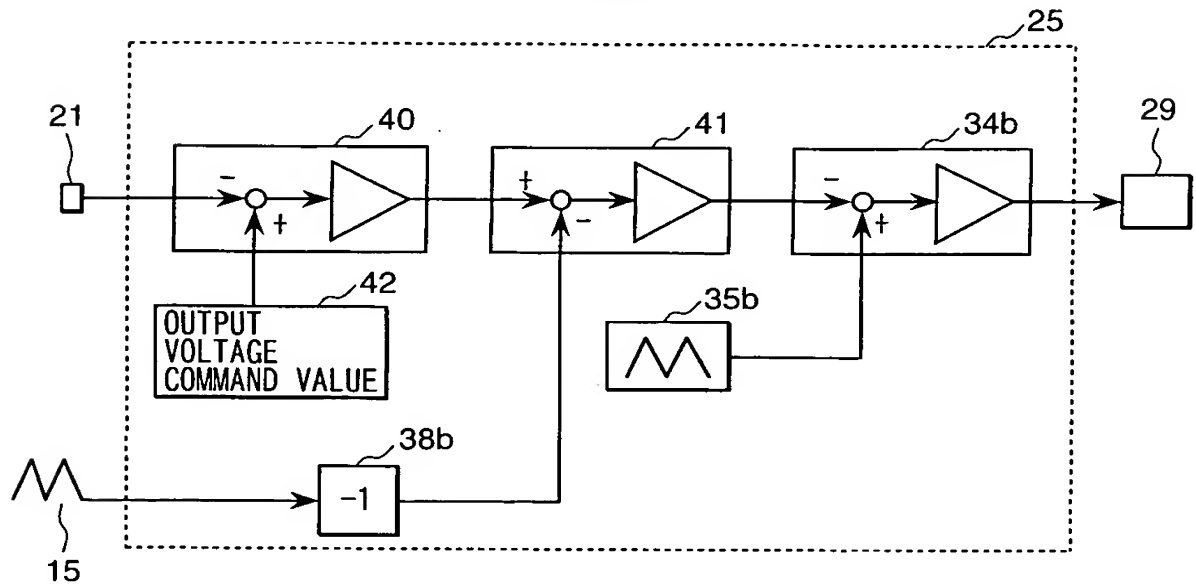 25
21
40
41
34b
29
-
+
+
-
-
+
42
35b
OUTPUT
VOLTAGE
COMMAND VALUE
38b
-1
15